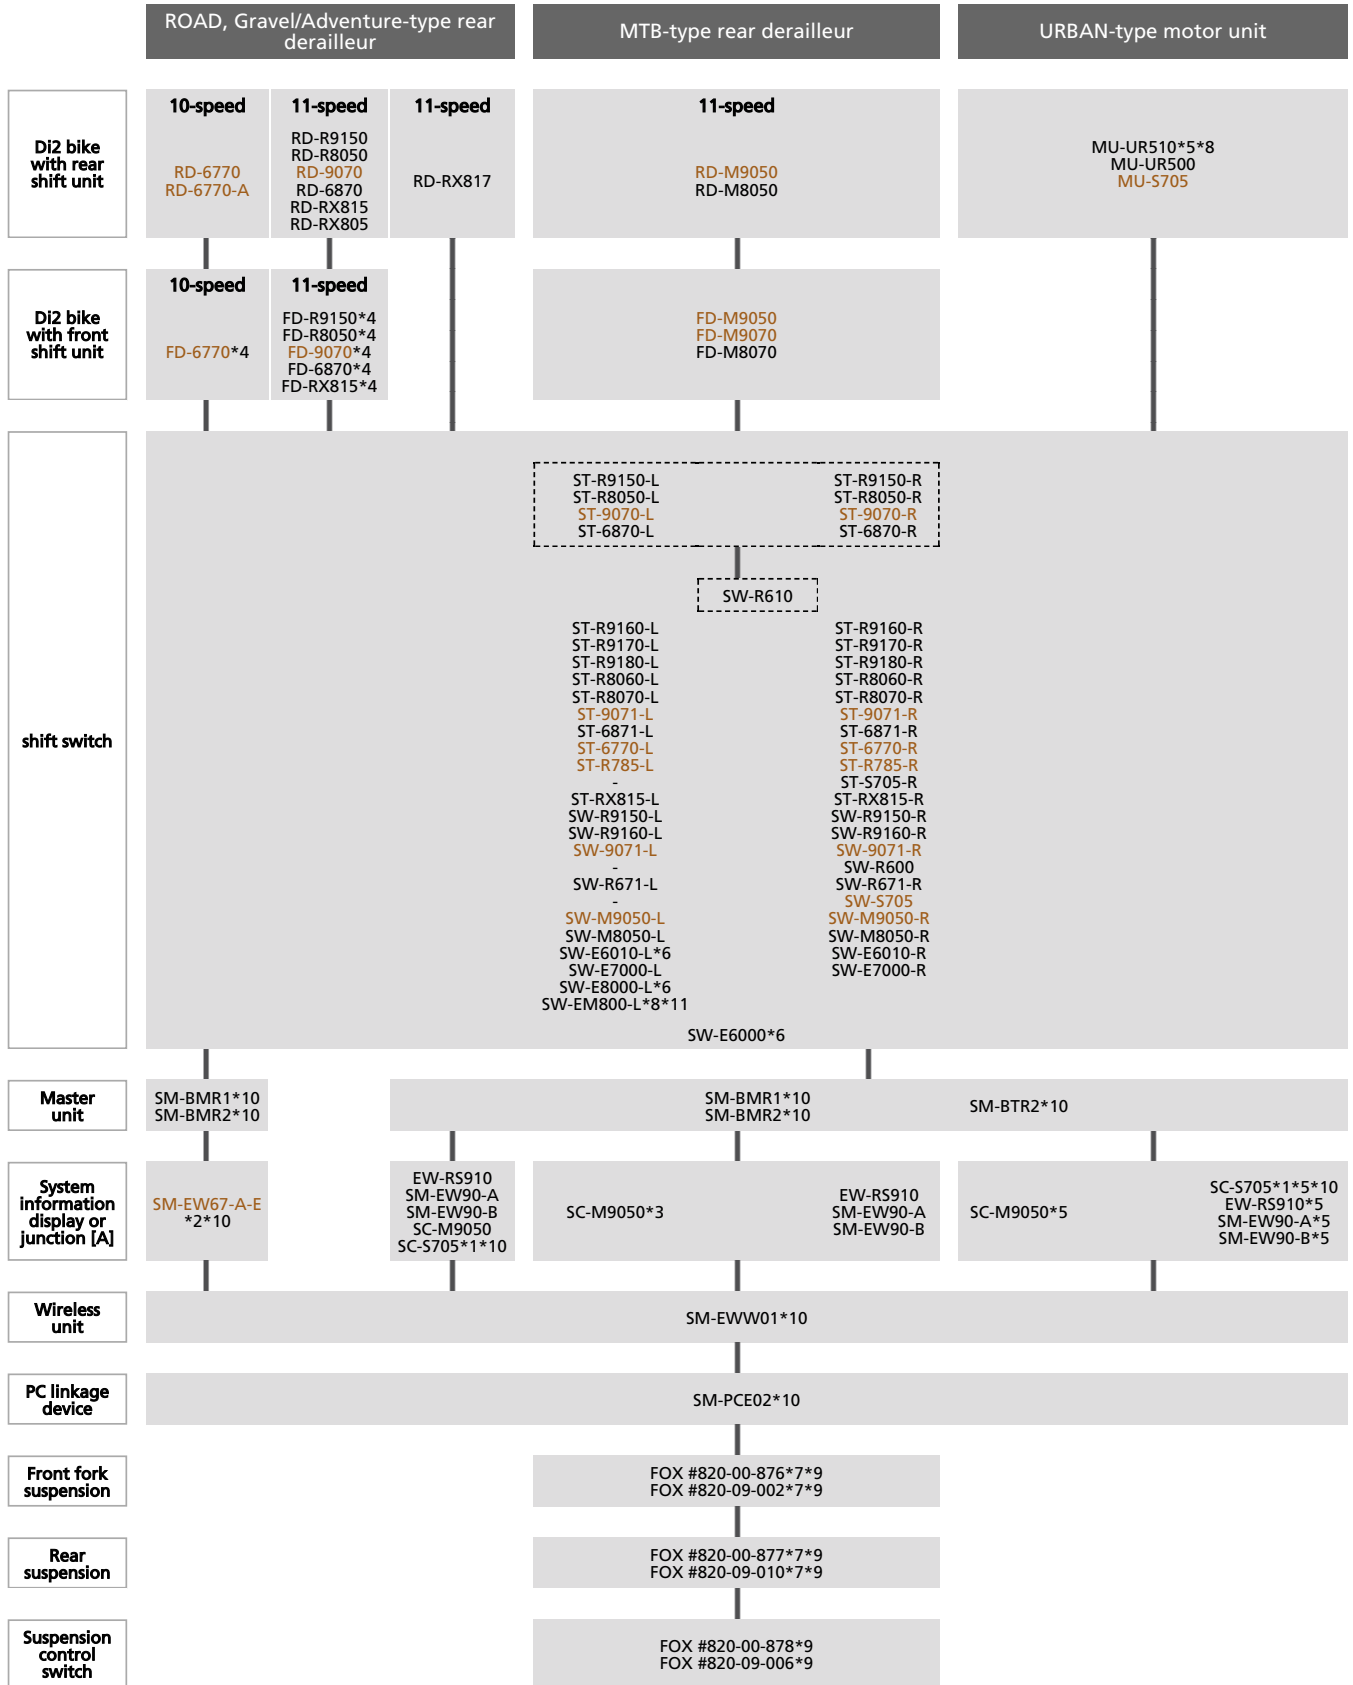 ROAD, Gravel/Adventure-type rear
derailleur
MTB-type rear derailleur
URBAN-type motor unit
Di2 bike
with rear
shift unit
10-speed
RD-6770
RD-6770-A
11-speed
RD-R9150
RD-R8050
RD-9070
RD-6870
RD-RX815
RD-RX805
11-speed
RD-RX817
11-speed
RD-M9050
RD-M8050
MU-UR510*5*8
MU-UR500
MU-S705
Di2 bike
with front
shift unit
10-speed
FD-6770*4
11-speed
FD-R9150*4
FD-R8050*4
FD-9070*4
FD-6870*4
FD-RX815*4
FD-M9050
FD-M9070
FD-M8070
shift switch
ST-R9150-L ST-R9150-R
ST-R8050-L ST-R8050-R
ST-9070-L ST-9070-R
ST-6870-L ST-6870-R
SW-R610
ST-R9160-L ST-R9160-R
ST-R9170-L ST-R9170-R
ST-R9180-L ST-R9180-R
ST-R8060-L ST-R8060-R
ST-R8070-L ST-R8070-R
ST-9071-L ST-9071-R
ST-6871-L ST-6871-R
ST-6770-L ST-6770-R
ST-R785-L ST-R785-R
- ST-S705-R
ST-RX815-L ST-RX815-R
SW-R9150-L SW-R9150-R
SW-R9160-L SW-R9160-R
SW-9071-L SW-9071-R
- SW-R600
SW-R671-L SW-R671-R
- SW-S705
SW-M9050-L SW-M9050-R
SW-M8050-L SW-M8050-R
SW-E6010-L*6 SW-E6010-R
SW-E7000-L SW-E7000-R
SW-E8000-L*6
SW-EM800-L*8*11
SW-E6000*6
Master
unit
SM-BMR1*10
SM-BMR2*10
SM-BMR1*10
SM-BMR2*10
SM-BTR2*10
System
information
display or
junction [A]
SM-EW67-A-E
*2*10
EW-RS910
SM-EW90-A
SM-EW90-B
SC-M9050
SC-S705*1*10
SC-M9050*3
EW-RS910
SM-EW90-A
SM-EW90-B
SC-M9050*5
SC-S705*1*5*10
EW-RS910*5
SM-EW90-A*5
SM-EW90-B*5
Wireless
unit
SM-EWW01*10
PC linkage
device
SM-PCE02*10
Front fork
suspension
FOX #820-00-876*7*9
FOX #820-09-002*7*9
Rear
suspension
FOX #820-00-877*7*9
FOX #820-09-010*7*9
Suspension
control
switch
FOX #820-00-878*9
FOX #820-09-006*9